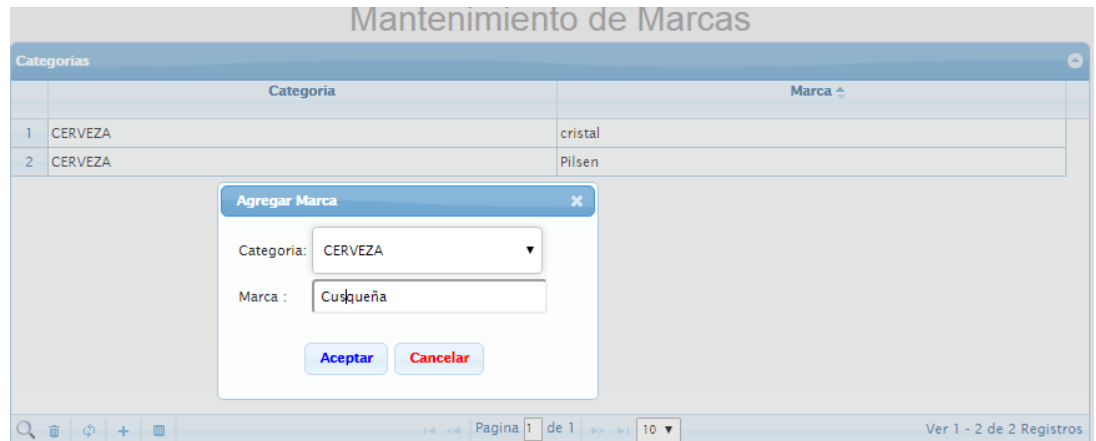 Mantenimiento de Marcas
Categorías
Categoria Marca
1 CERVEZA cristal
2 CERVEZA Pilsen
Agregar Marca
Categoria: CERVEZA
Marca : Cusqueña
Aceptar Cancelar
Pagina 1 de 1 10 Ver 1 - 2 de 2 Registros